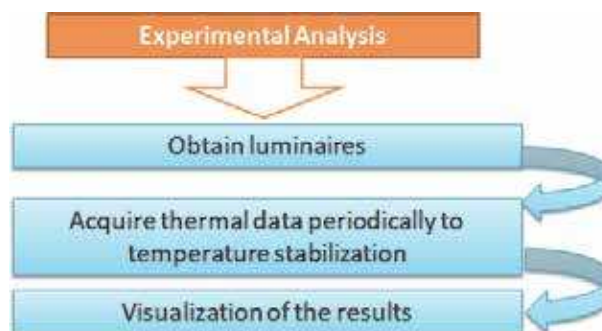 Experimental Analysis
Obtain luminaires
Acquire thermal data periodically to
temperature stabilization
Visualization of the results